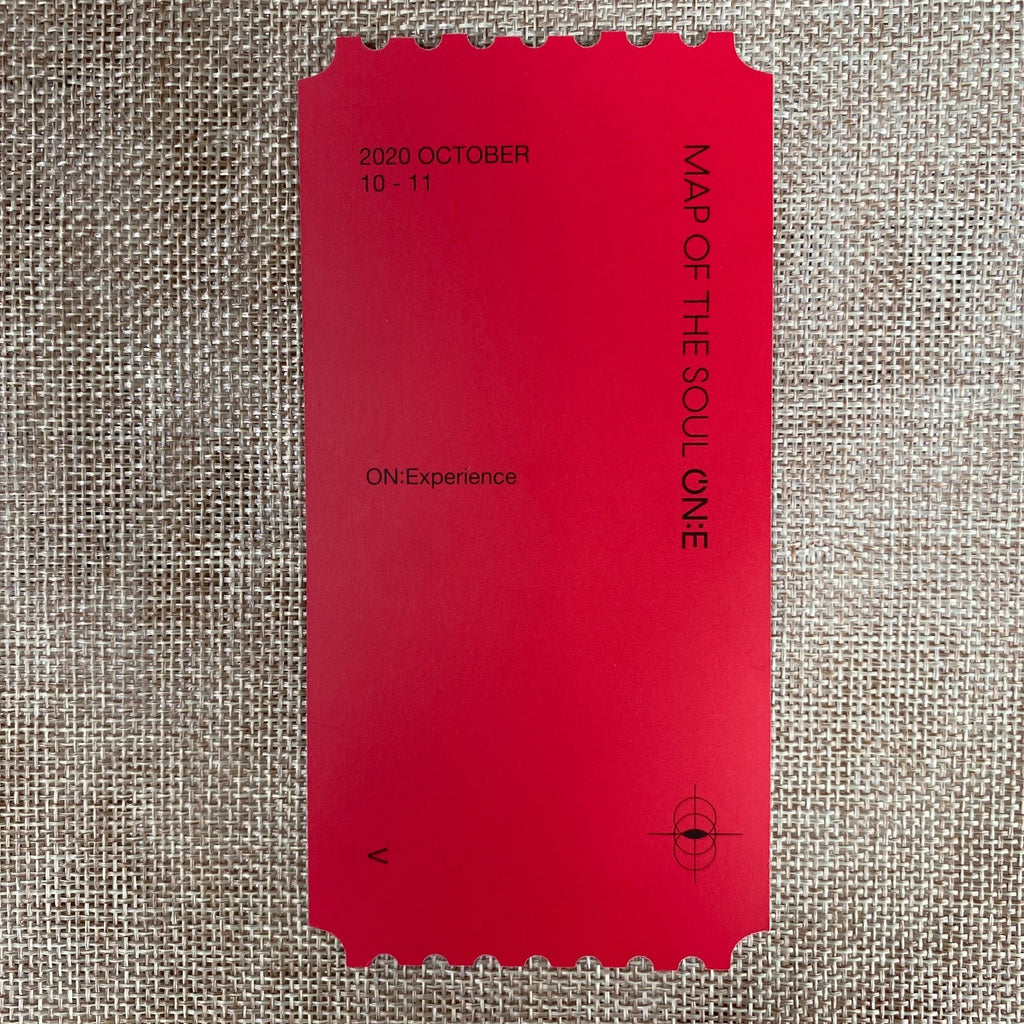 2020 OCTOBER
10 - 11
MAP OF THE SOUL ON:E
ON:Experience
V